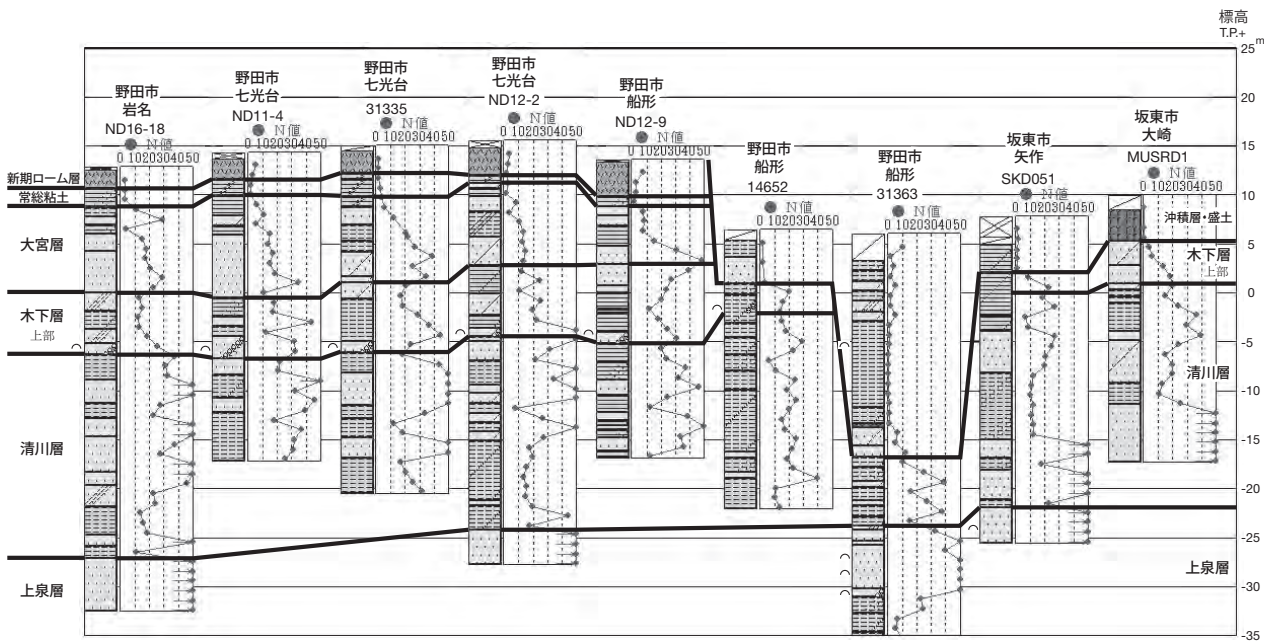 標高
T.P.+
25m
20
15
10
5
0
-5
-10
-15
-20
-25
-30
-35
野田市
岩名
ND16-18
N値
0 1020304050
野田市
七光台
ND11-4
N値
0 1020304050
野田市
七光台
31335
N値
0 1020304050
野田市
七光台
ND12-2
N値
0 1020304050
野田市
船形
ND12-9
N値
0 1020304050
野田市
船形
14652
N値
0 1020304050
野田市
船形
31363
N値
0 1020304050
坂東市
矢作
SKD051
N値
0 1020304050
坂東市
大崎
MUSRD1
N値
0 1020304050
新期ローム層
常総粘土
大宮層
木下層
上部
清川層
上泉層
沖積層・盛土
木下層
上部
清川層
上泉層